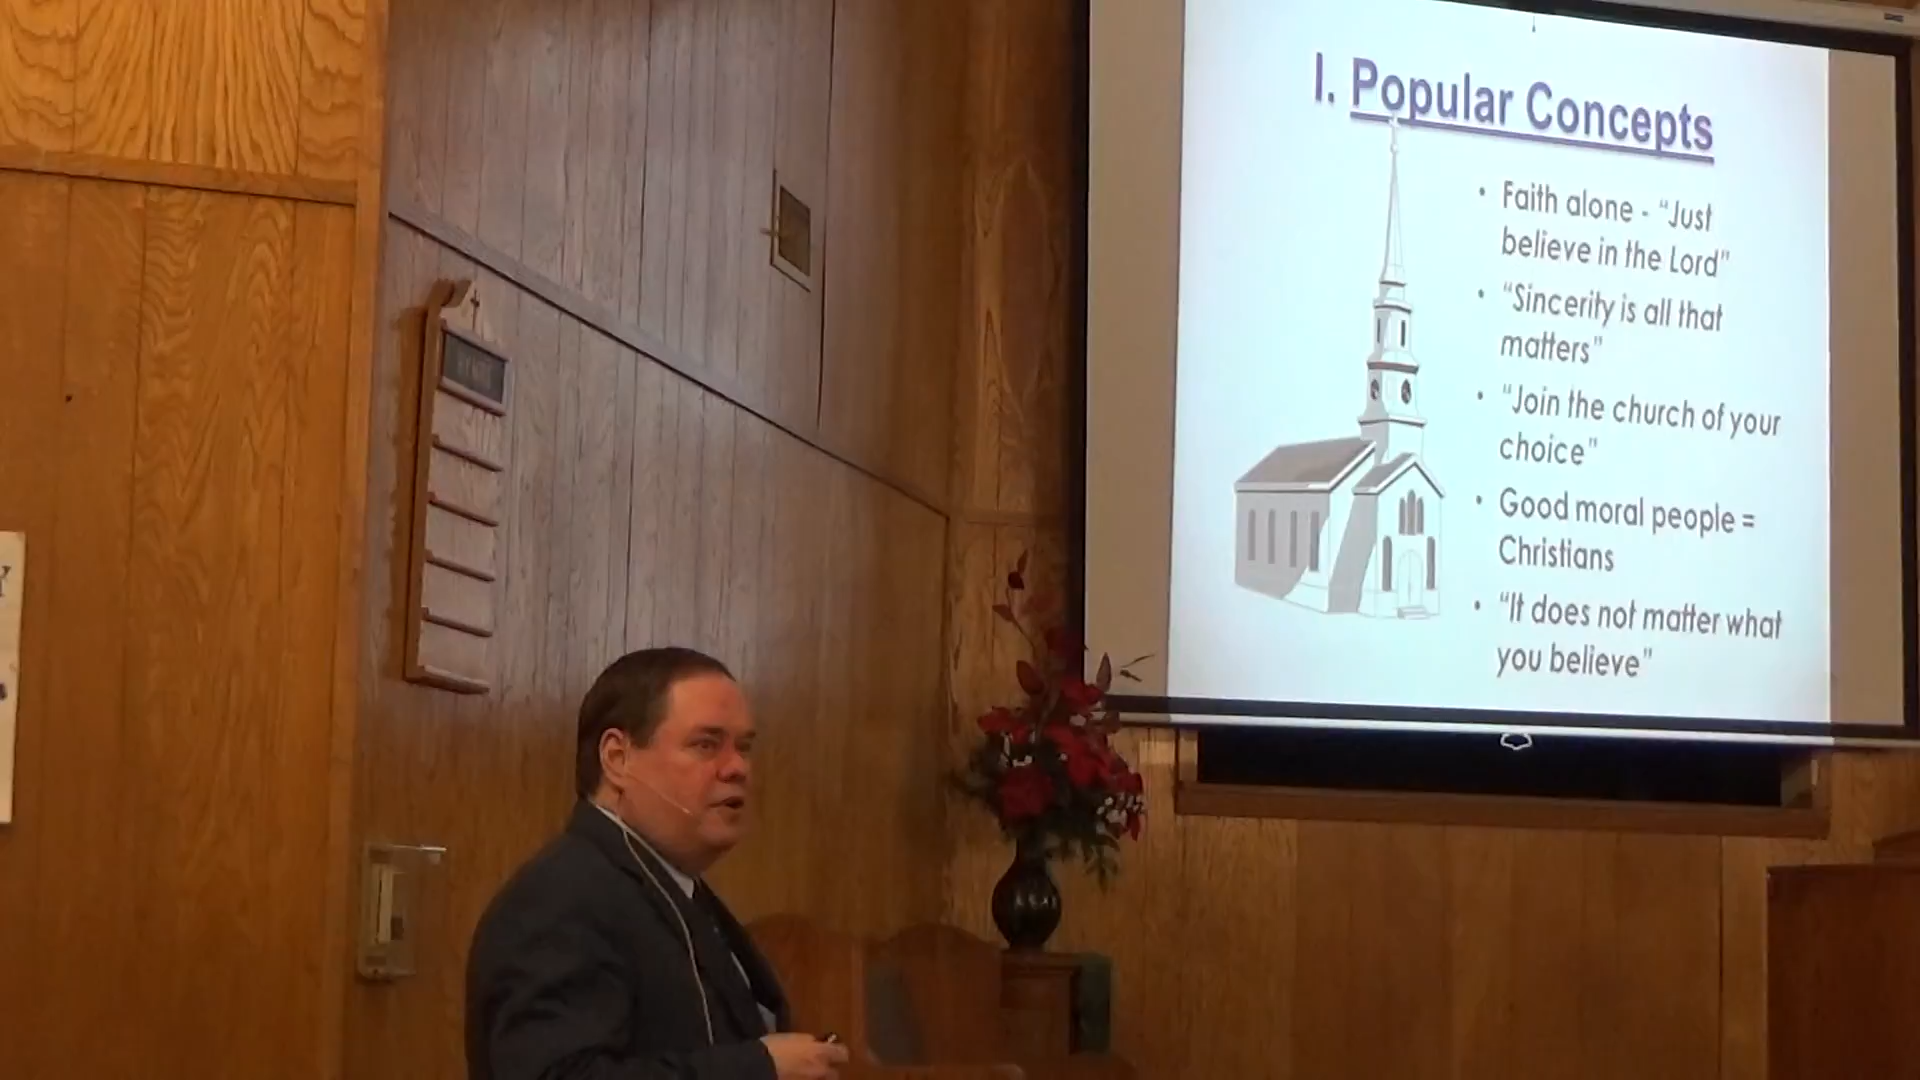 I. Popular Concepts
• Faith alone - “Just
believe in the Lord”
• “Sincerity is all that
matters”
• “Join the church of your
choice”
• Good moral people =
Christians
• “It does not matter what
you believe”